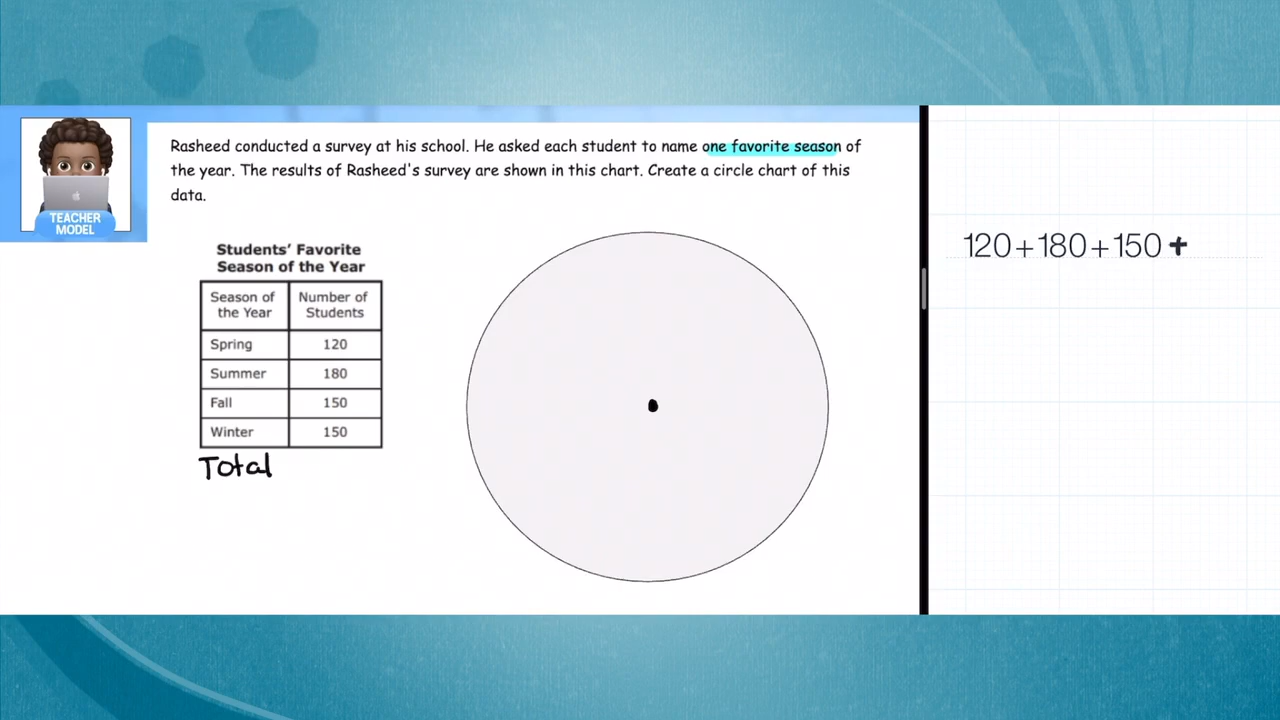 TEACHER
MODEL
Rasheed conducted a survey at his school. He asked each student to name one favorite season of
the year. The results of Rasheed's survey are shown in this chart. Create a circle chart of this
data.
Students' Favorite
Season of the Year
Season of the Year Number of Students
Spring 120
Summer 180
Fall 150
Winter 150
Total
120+180+150+